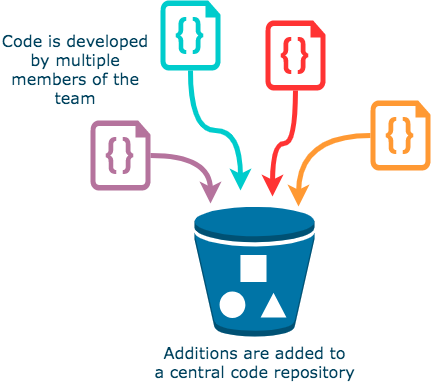 Code is developed
by multiple
members of the
team
{}
{}
{}
{}
Additions are added to
a central code repository